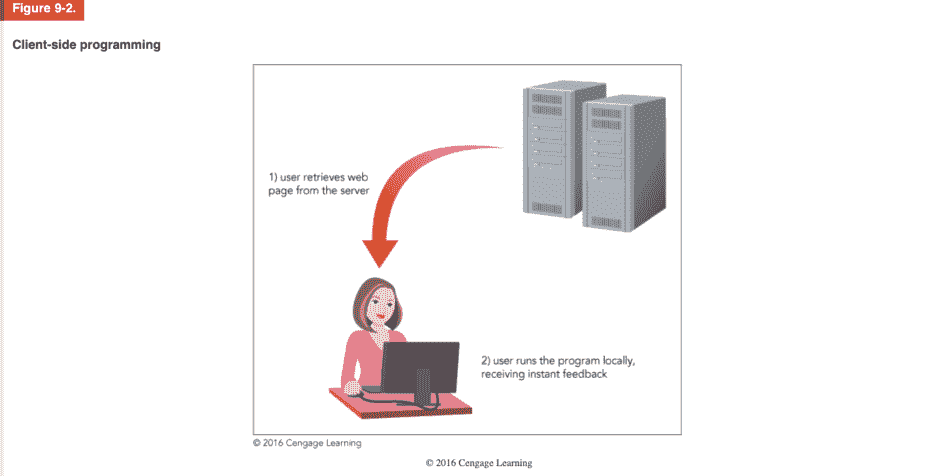 Figure 9-2.
Client-side programming
1) user retrieves web
page from the server
2) user runs the program locally,
receiving instant feedback
© 2016 Cengage Learning
© 2016 Cengage Learning